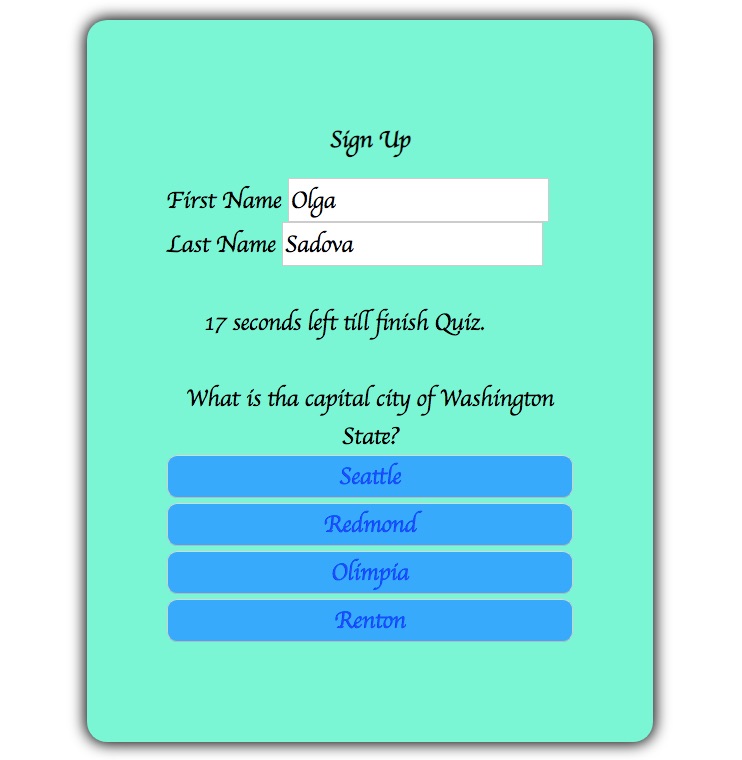 Sign Up
First Name Olga
Last Name Sadova
17 seconds left till finish Quiz.
What is tha capital city of Washington
State?
Seattle
Redmond
Olimpia
Renton